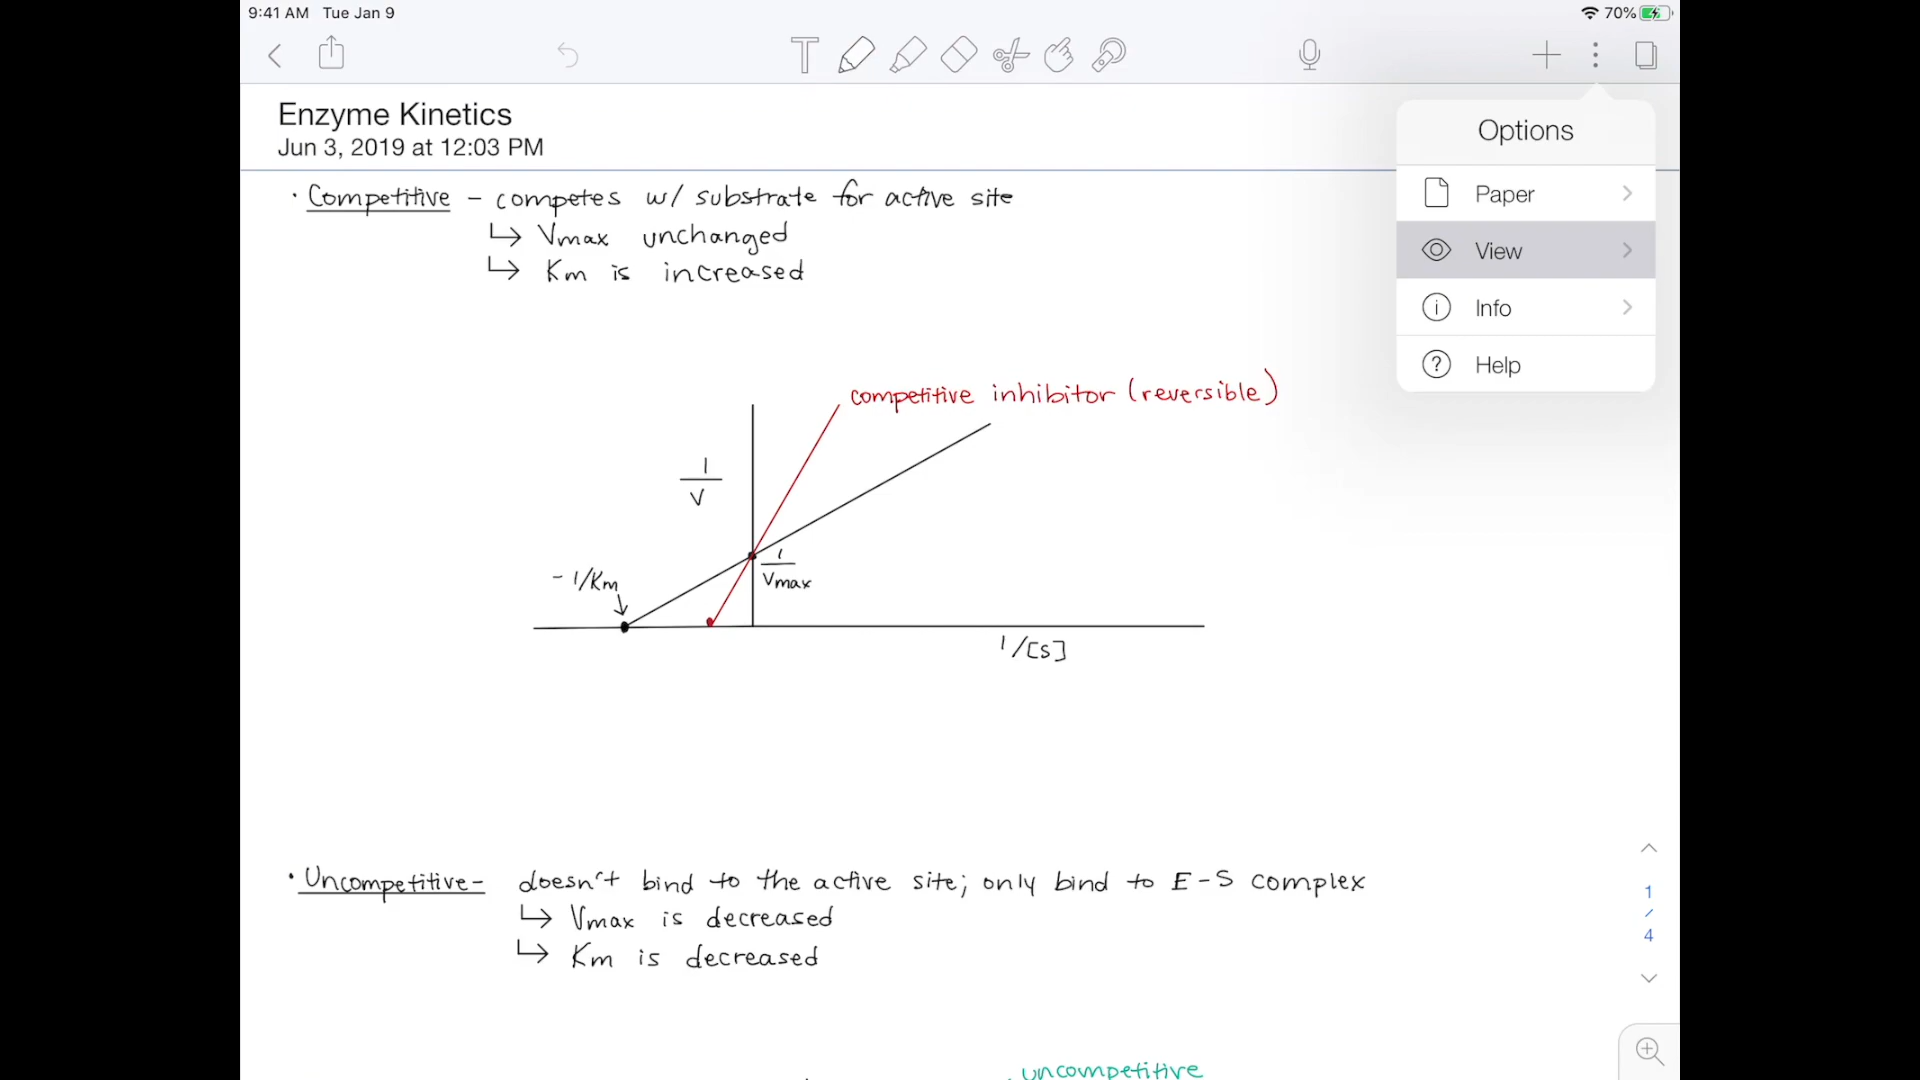 9:41 AM Tue Jan 9
70%
T
Enzyme Kinetics
Jun 3, 2019 at 12:03 PM
Options
Paper
View
Info
Help
· Competitive - competes w/ substrate for active site
↳ Vmax unchanged
↳ Km is increased
competitive inhibitor (reversible)
1/V
1/Vmax
- 1/Km
1/[S]
· Uncompetitive - doesn't bind to the active site; only bind to E-S complex
↳ Vmax is decreased
↳ Km is decreased
1/4
uncompetitive